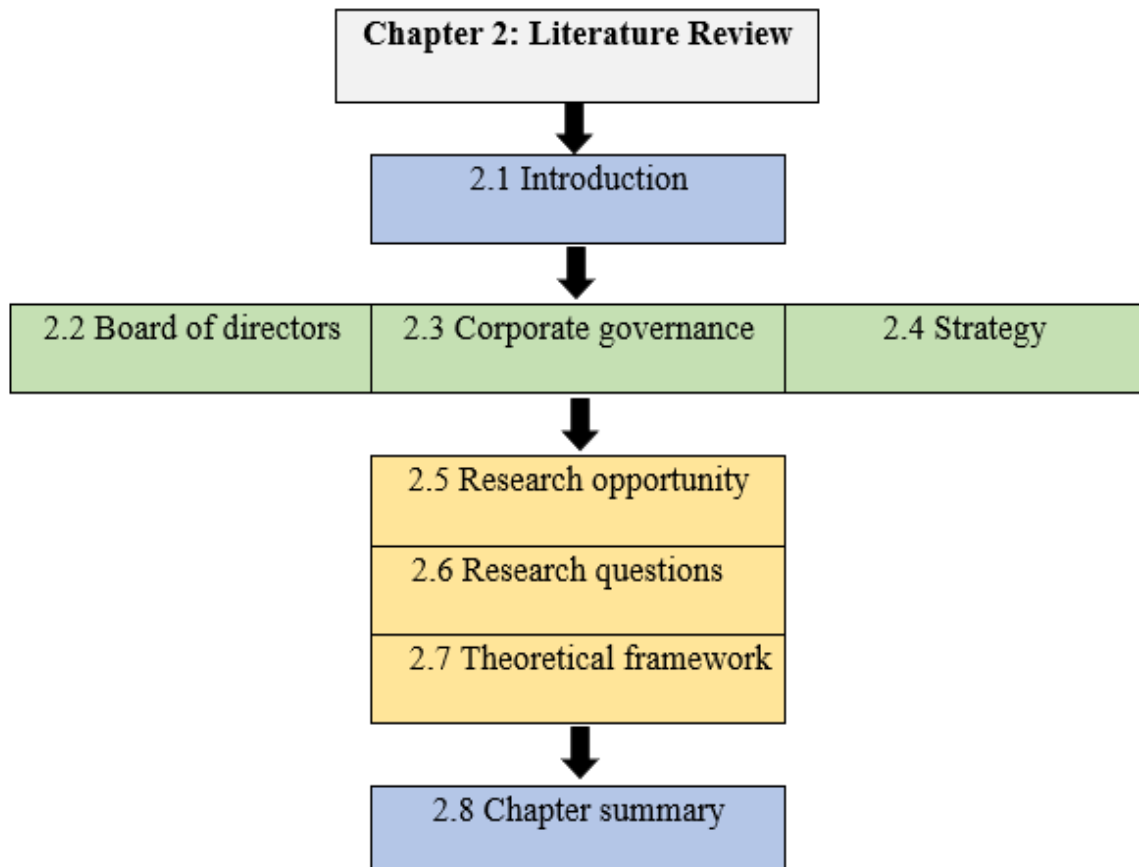 Chapter 2: Literature Review
2.1 Introduction
2.2 Board of directors
2.3 Corporate governance
2.4 Strategy
2.5 Research opportunity
2.6 Research questions
2.7 Theoretical framework
2.8 Chapter summary